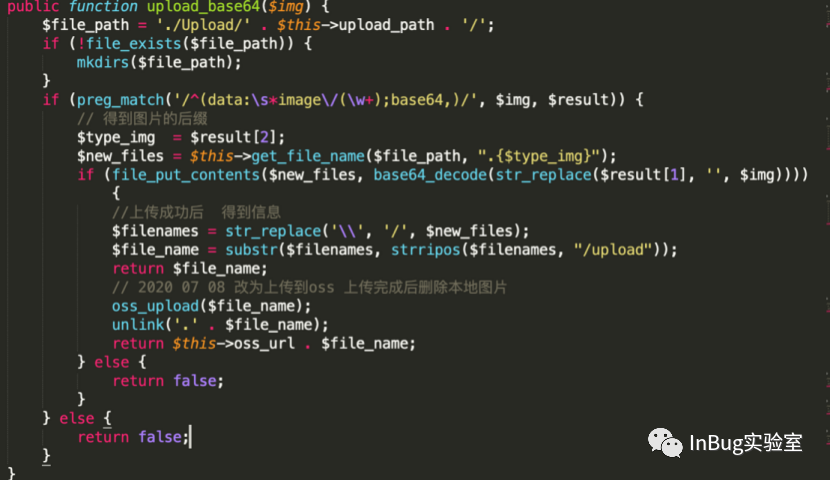 public function upload_base64($img) {
    $file_path = './Upload/' . $this->upload_path . '/';
    if (!file_exists($file_path)) {
        mkdirs($file_path);
    }
    if (preg_match('/^(data:\s*image\/(\w+);base64,)/', $img, $result)) {
        // 得到图片的后缀
        $type_img  = $result[2];
        $new_files = $this->get_file_name($file_path, ".{$type_img}");
        if (file_put_contents($new_files, base64_decode(str_replace($result[1], '', $img))))
            {
            //上传成功后  得到信息
            $filenames = str_replace('\\', '/', $new_files);
            $file_name = substr($filenames, strripos($filenames, "/upload"));
            return $file_name;
            // 2020 07 08 改为上传到oss 上传完成后删除本地图片
            oss_upload($file_name);
            unlink('.' . $file_name);
            return $this->oss_url . $file_name;
        } else {
            return false;
        }
    } else {
        return false;
    }
}
InBug实验室